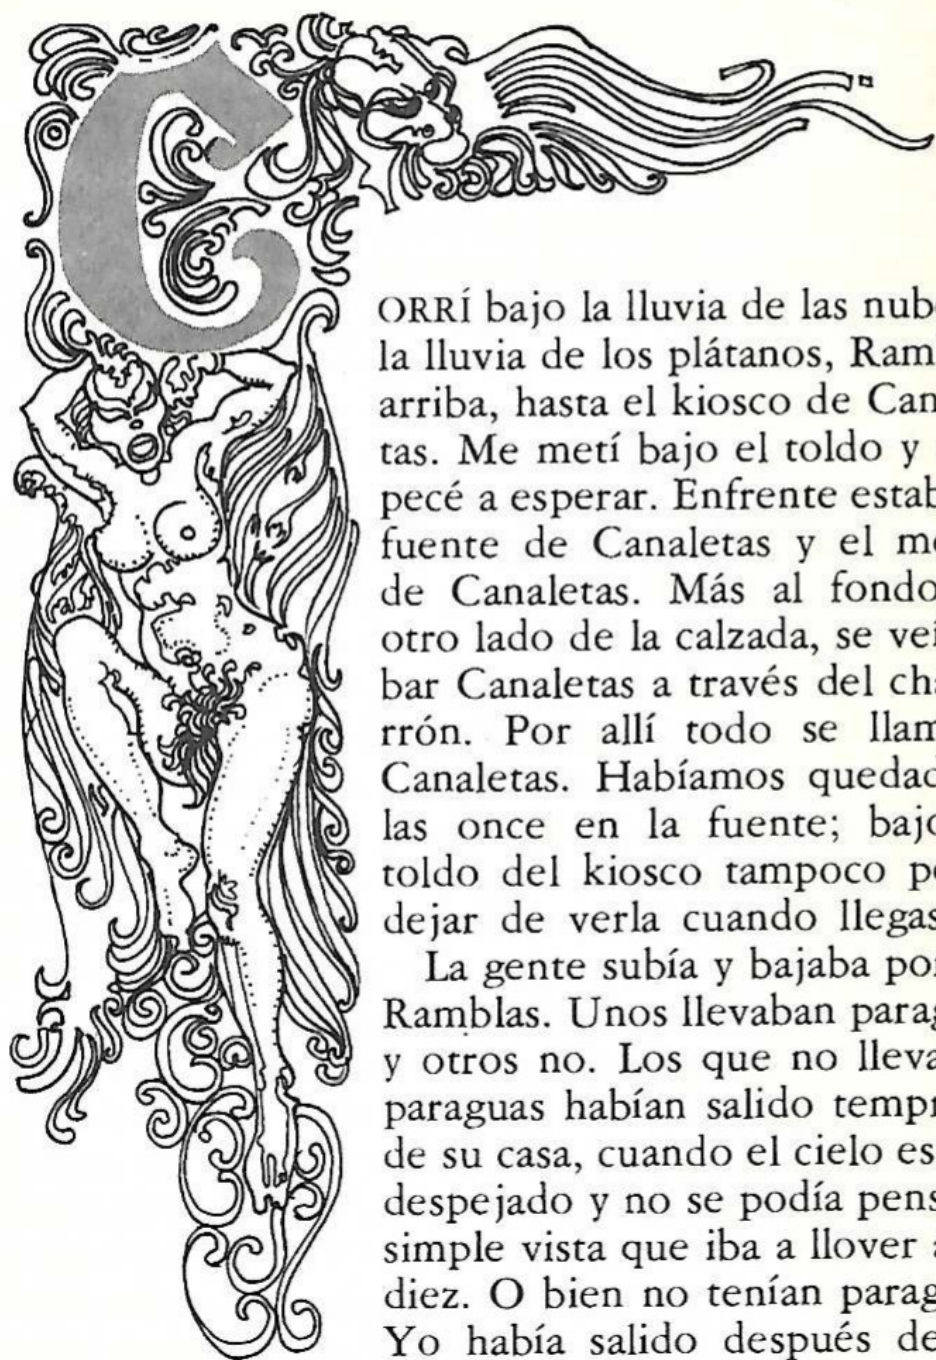 CORRÍ bajo la lluvia de las nub
la lluvia de los plátanos, Ram
arriba, hasta el kiosco de Can
tas. Me metí bajo el toldo y
pecé a esperar. Enfrente estab
fuente de Canaletas y el m
de Canaletas. Más al fondo
otro lado de la calzada, se veí
bar Canaletas a través del cha
rrón. Por allí todo se llam
Canaletas. Habíamos quedad
las once en la fuente; bajo
toldo del kiosco tampoco p
dejar de verla cuando llegas
La gente subía y bajaba por
Ramblas. Unos llevaban parag
y otros no. Los que no lleva
paraguas habían salido tempr
de su casa, cuando el cielo es
despejado y no se podía pens
simple vista que iba a llover a
diez. O bien no tenían parag
Yo había salido después de